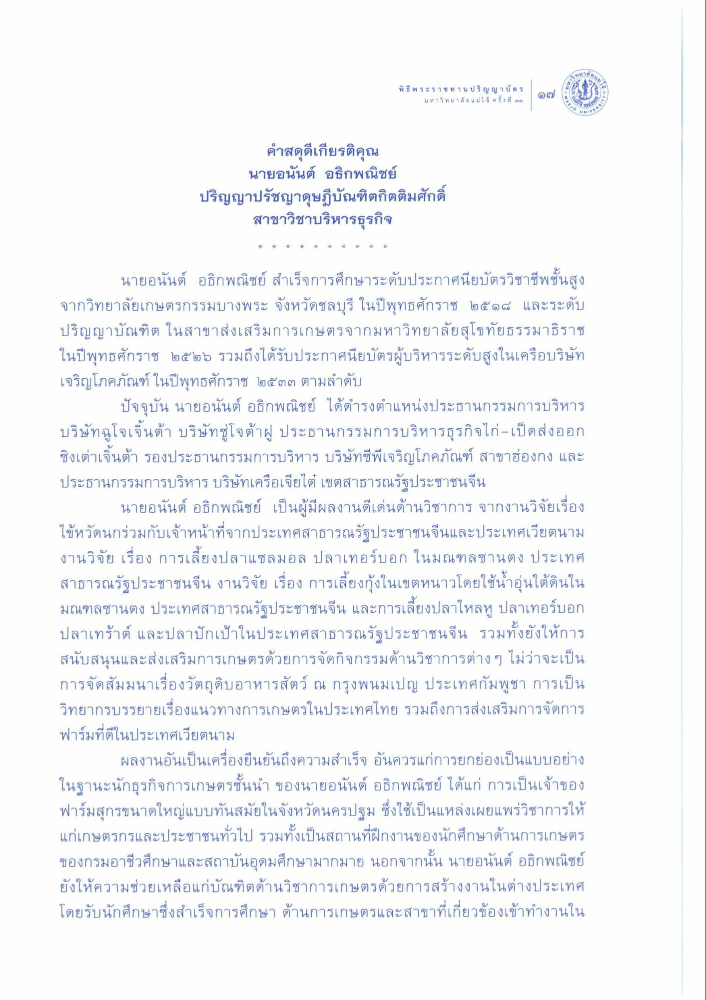 พิธีพระราชทานปริญญาบัตร
มหาวิทยาลัยแม่โจ้ ครั้งที่ ๓๑
๑๗
มหาวิทยาลัยแม่โจ้
แม่โจ้ ๒๔๗๗
MAEJO UNIVERSITY
คำสดุดีเกียรติคุณ
นายอนันต์ อธิกพณิชย์
ปริญญาปรัชญาดุษฎีบัณฑิตกิตติมศักดิ์
สาขาวิชาบริหารธุรกิจ
* * * * * * * * * *
นายอนันต์ อธิกพณิชย์ สำเร็จการศึกษาระดับประกาศนียบัตรวิชาชีพชั้นสูง
จากวิทยาลัยเกษตรกรรมบางพระ จังหวัดชลบุรี ในปีพุทธศักราช ๒๕๑๘ และระดับ
ปริญญาบัณฑิต ในสาขาส่งเสริมการเกษตรจากมหาวิทยาลัยสุโขทัยธรรมาธิราช
ในปีพุทธศักราช ๒๕๒๖ รวมถึงได้รับประกาศนียบัตรผู้บริหารระดับสูงในเครือบริษัท
เจริญโภคภัณฑ์ ในปีพุทธศักราช ๒๕๓๓ ตามลำดับ
ปัจจุบัน นายอนันต์ อธิกพณิชย์ ได้ดำรงตำแหน่งประธานกรรมการบริหาร
บริษัทฉูโจเจิ้นต้า บริษัทซู่โจต้าฝู ประธานกรรมการบริหารธุรกิจไก่-เป็ดส่งออก
ชิงเต่าเจิ้นต้า รองประธานกรรมการบริหาร บริษัทซีพีเจริญโภคภัณฑ์ สาขาฮ่องกง และ
ประธานกรรมการบริหาร บริษัทเครือเจียไต๋ เขตสาธารณรัฐประชาชนจีน
นายอนันต์ อธิกพณิชย์ เป็นผู้มีผลงานดีเด่นด้านวิชาการ จากงานวิจัยเรื่อง
ไข้หวัดนกร่วมกับเจ้าหน้าที่จากประเทศสาธารณรัฐประชาชนจีนและประเทศเวียตนาม
งานวิจัย เรื่อง การเลี้ยงปลาแซลมอล ปลาเทอร์บอก ในมณฑลซานตง ประเทศ
สาธารณรัฐประชาชนจีน งานวิจัย เรื่อง การเลี้ยงกุ้งในเขตหนาวโดยใช้น้ำอุ่นใต้ดินใน
มณฑลซานตง ประเทศสาธารณรัฐประชาชนจีน และการเลี้ยงปลาไหลหู ปลาเทอร์บอก
ปลาเทร้าต์ และปลาปักเป้าในประเทศสาธารณรัฐประชาชนจีน รวมทั้งยังให้การ
สนับสนุนและส่งเสริมการเกษตรด้วยการจัดกิจกรรมด้านวิชาการต่างๆ ไม่ว่าจะเป็น
การจัดสัมมนาเรื่องวัตถุดิบอาหารสัตว์ ณ กรุงพนมเปญ ประเทศกัมพูชา การเป็น
วิทยากรบรรยายเรื่องแนวทางการเกษตรในประเทศไทย รวมถึงการส่งเสริมการจัดการ
ฟาร์มที่ดีในประเทศเวียตนาม
ผลงานอันเป็นเครื่องยืนยันถึงความสำเร็จ อันควรแก่การยกย่องเป็นแบบอย่าง
ในฐานะนักธุรกิจการเกษตรชั้นนำ ของนายอนันต์ อธิกพณิชย์ ได้แก่ การเป็นเจ้าของ
ฟาร์มสุกรขนาดใหญ่แบบทันสมัยในจังหวัดนครปฐม ซึ่งใช้เป็นแหล่งเผยแพร่วิชาการให้
แก่เกษตรกรและประชาชนทั่วไป รวมทั้งเป็นสถานที่ฝึกงานของนักศึกษาด้านการเกษตร
ของกรมอาชีวศึกษาและสถาบันอุดมศึกษามากมาย นอกจากนั้น นายอนันต์ อธิกพณิชย์
ยังให้ความช่วยเหลือแก่บัณฑิตด้านวิชาการเกษตรด้วยการสร้างงานในต่างประเทศ
โดยรับนักศึกษาซึ่งสำเร็จการศึกษา ด้านการเกษตรและสาขาที่เกี่ยวข้องเข้าทำงานใน